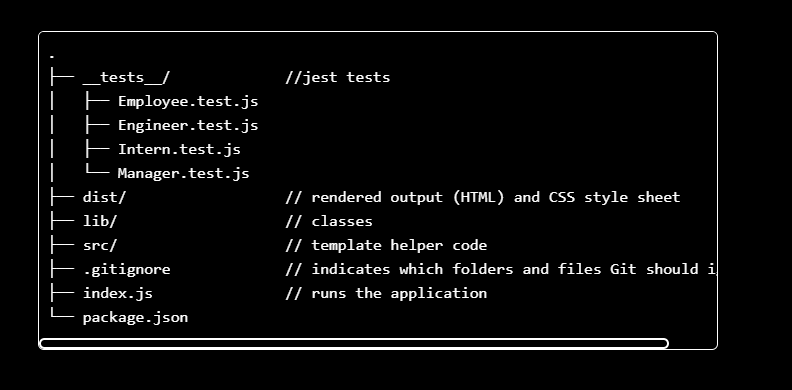 .
├── __tests__/             //jest tests
│   ├── Employee.test.js
│   ├── Engineer.test.js
│   ├── Intern.test.js
│   └── Manager.test.js
├── dist/                  // rendered output (HTML) and CSS style sheet
├── lib/                   // classes
├── src/                   // template helper code
├── .gitignore             // indicates which folders and files Git should
├── index.js               // runs the application
└── package.json